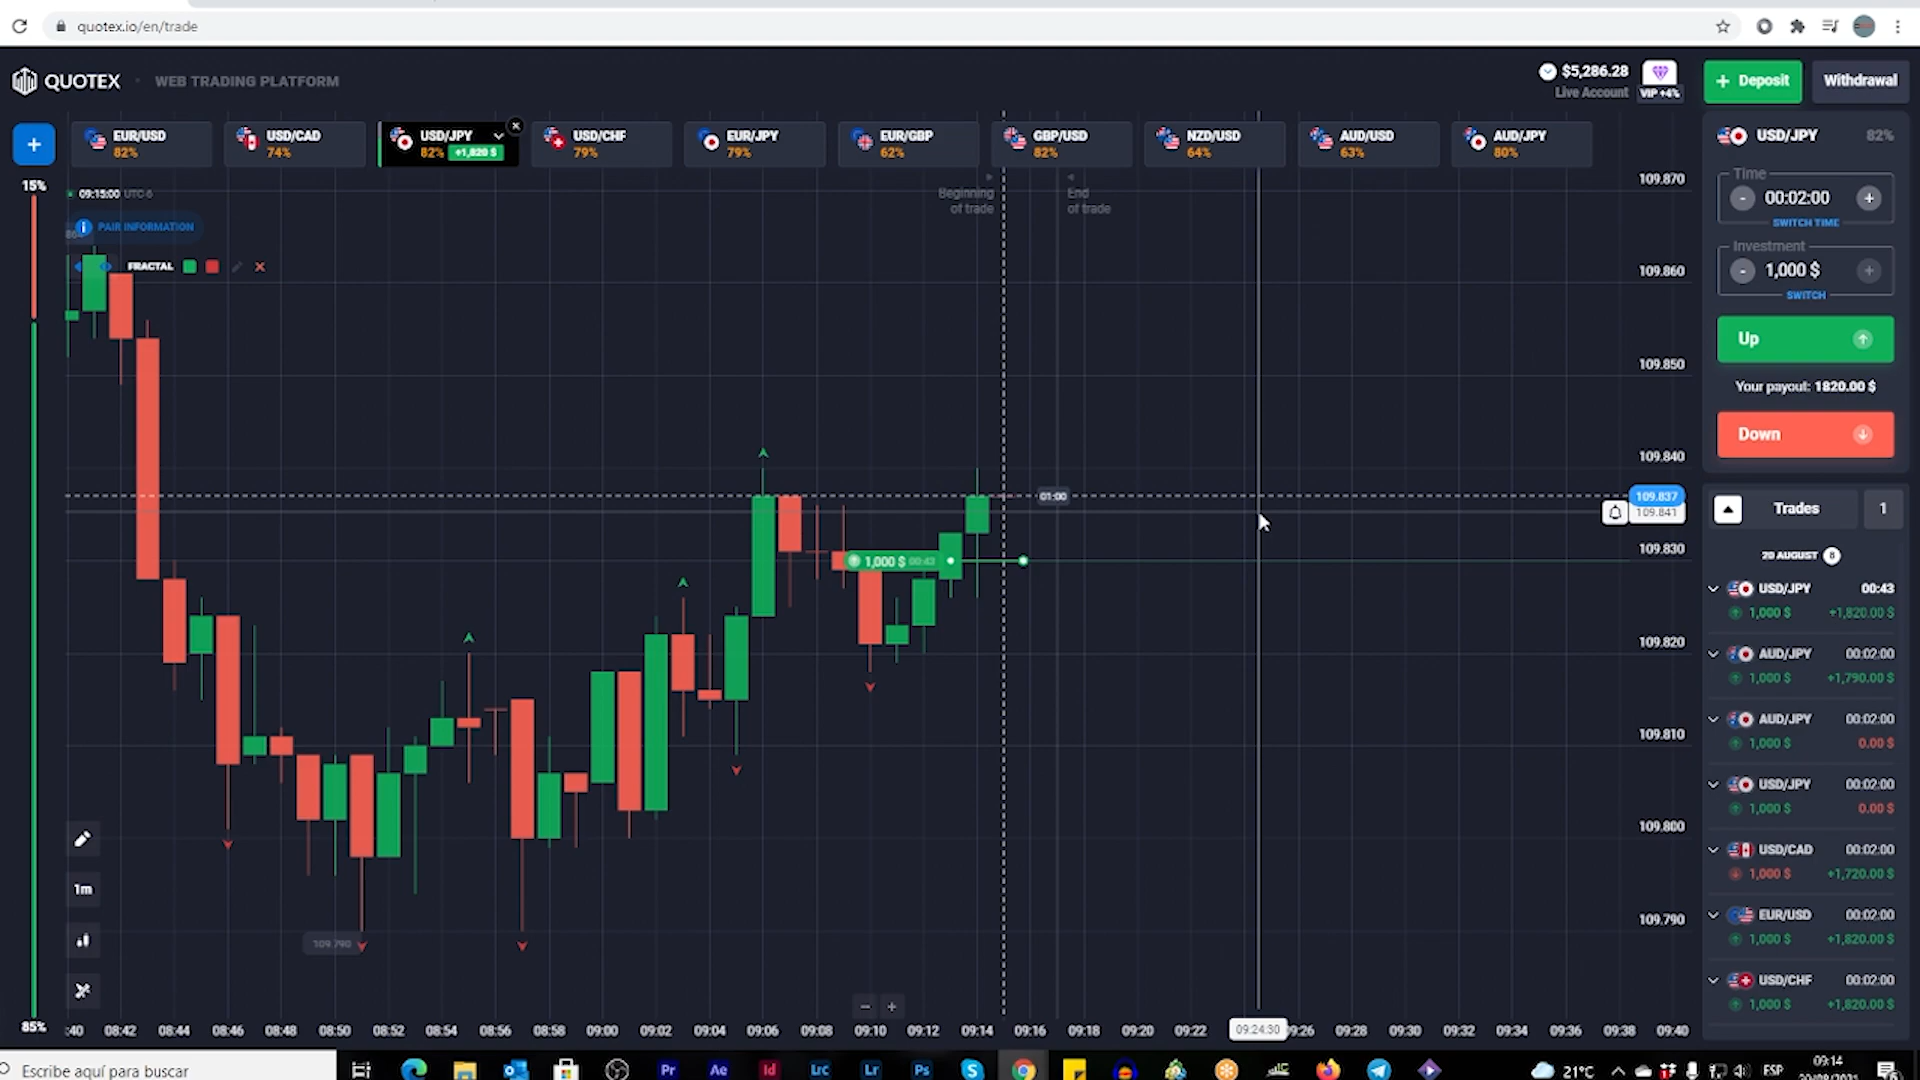 quotex.io/en/trade
QUOTEX
WEB TRADING PLATFORM
$5,286.28
Live Account
VIP +4%
+ Deposit
Withdrawal
EUR/USD
82%
USD/CAD
74%
USD/JPY
82% +1,820 $
USD/CHF
79%
EUR/JPY
79%
EUR/GBP
62%
GBP/USD
82%
NZD/USD
64%
AUD/USD
63%
AUD/JPY
80%
15%
09:15:00 UTC-6
PAIR INFORMATION
FRACTAL
Beginning
of trade
End
of trade
109.870
109.860
109.850
109.840
109.837
109.841
109.830
109.820
109.810
109.800
109.790
01:00
1,000 $ 00:43
109.790
1m
85%
:40 08:42 08:44 08:46 08:48 08:50 08:52 08:54 08:56 08:58 09:00 09:02 09:04 09:06 09:08 09:10 09:12 09:14 09:16 09:18 09:20 09:22 09:24:30 09:26 09:28 09:30 09:32 09:34 09:36 09:38 09:40
USD/JPY 82%
Time
00:02:00
SWITCH TIME
Investment
1,000 $
SWITCH
Up
Your payout: 1820.00 $
Down
Trades 1
20 AUGUST 8
USD/JPY 00:43
1,000 $ +1,820.00 $
AUD/JPY 00:02:00
1,000 $ +1,790.00 $
AUD/JPY 00:02:00
1,000 $ 0.00 $
USD/JPY 00:02:00
1,000 $ 0.00 $
USD/CAD 00:02:00
1,000 $ +1,720.00 $
EUR/USD 00:02:00
1,000 $ +1,820.00 $
USD/CHF 00:02:00
1,000 $ +1,820.00 $
Escribe aquí para buscar
Pr Ae Id Lrc Lr Ps
21°C
ESP
09:14
20/08/2021